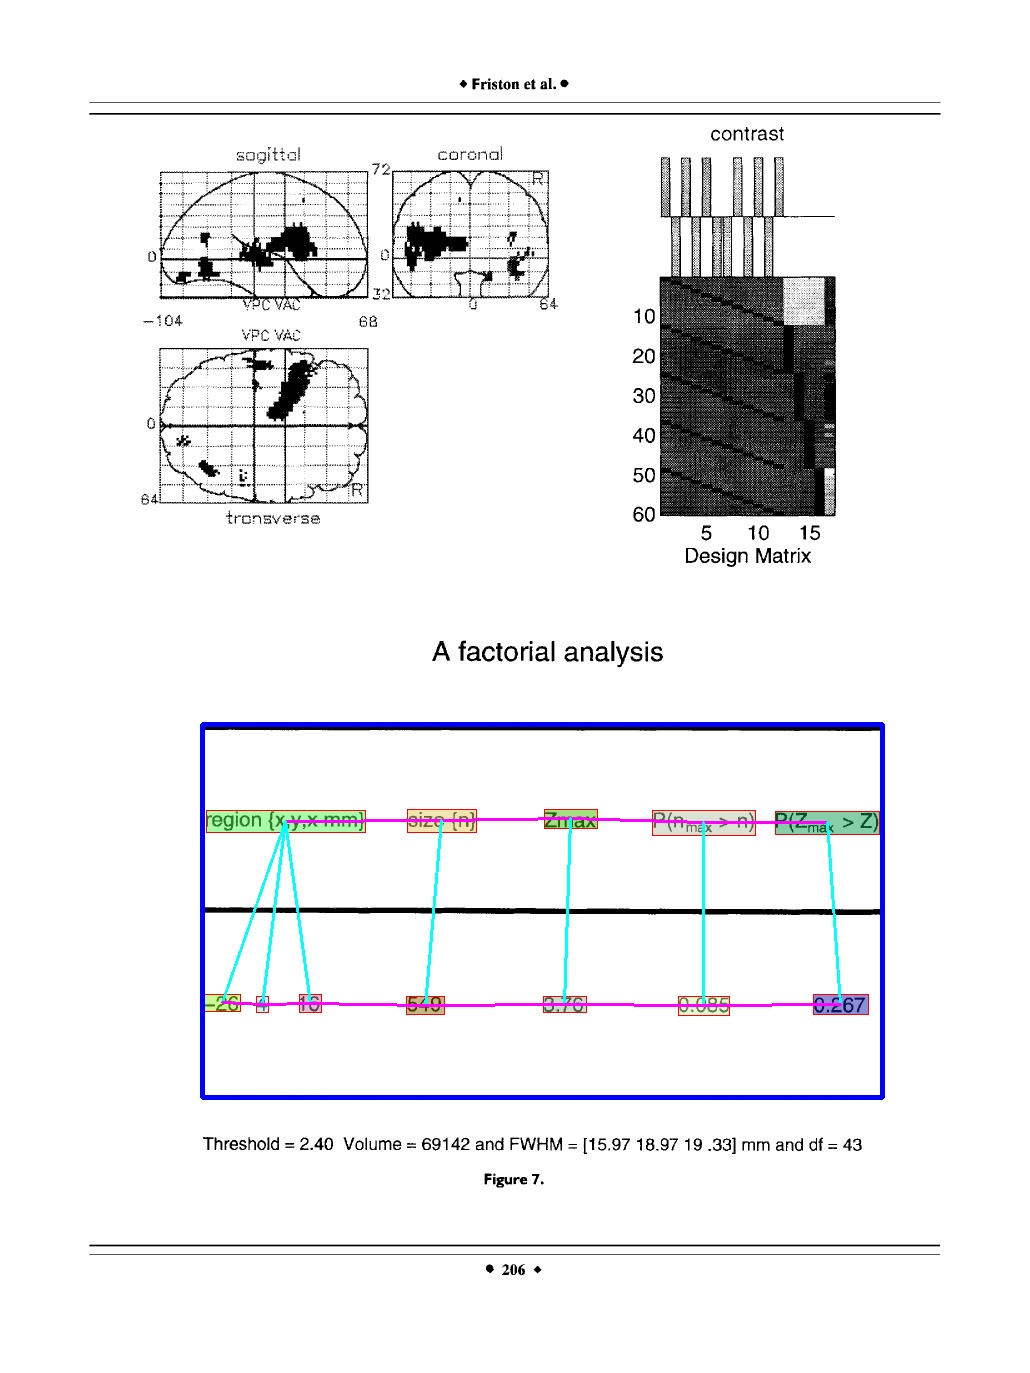 ◆ Friston et al. ●
contrast
sagittal
coronal
72
R
0
0
32
VPC VAC
0
64
−104
68
VPC VAC
0
R
64
transverse
10
20
30
40
50
60
5 10 15
Design Matrix
A factorial analysis
region {x,y,x mm} size {n} Zmax P(nmax > n) P(Zmax > Z)
−26 4 16 549 3.76 0.085 0.267
Threshold = 2.40 Volume = 69142 and FWHM = [15.97 18.97 19 .33] mm and df = 43
Figure 7.
● 206 ◆